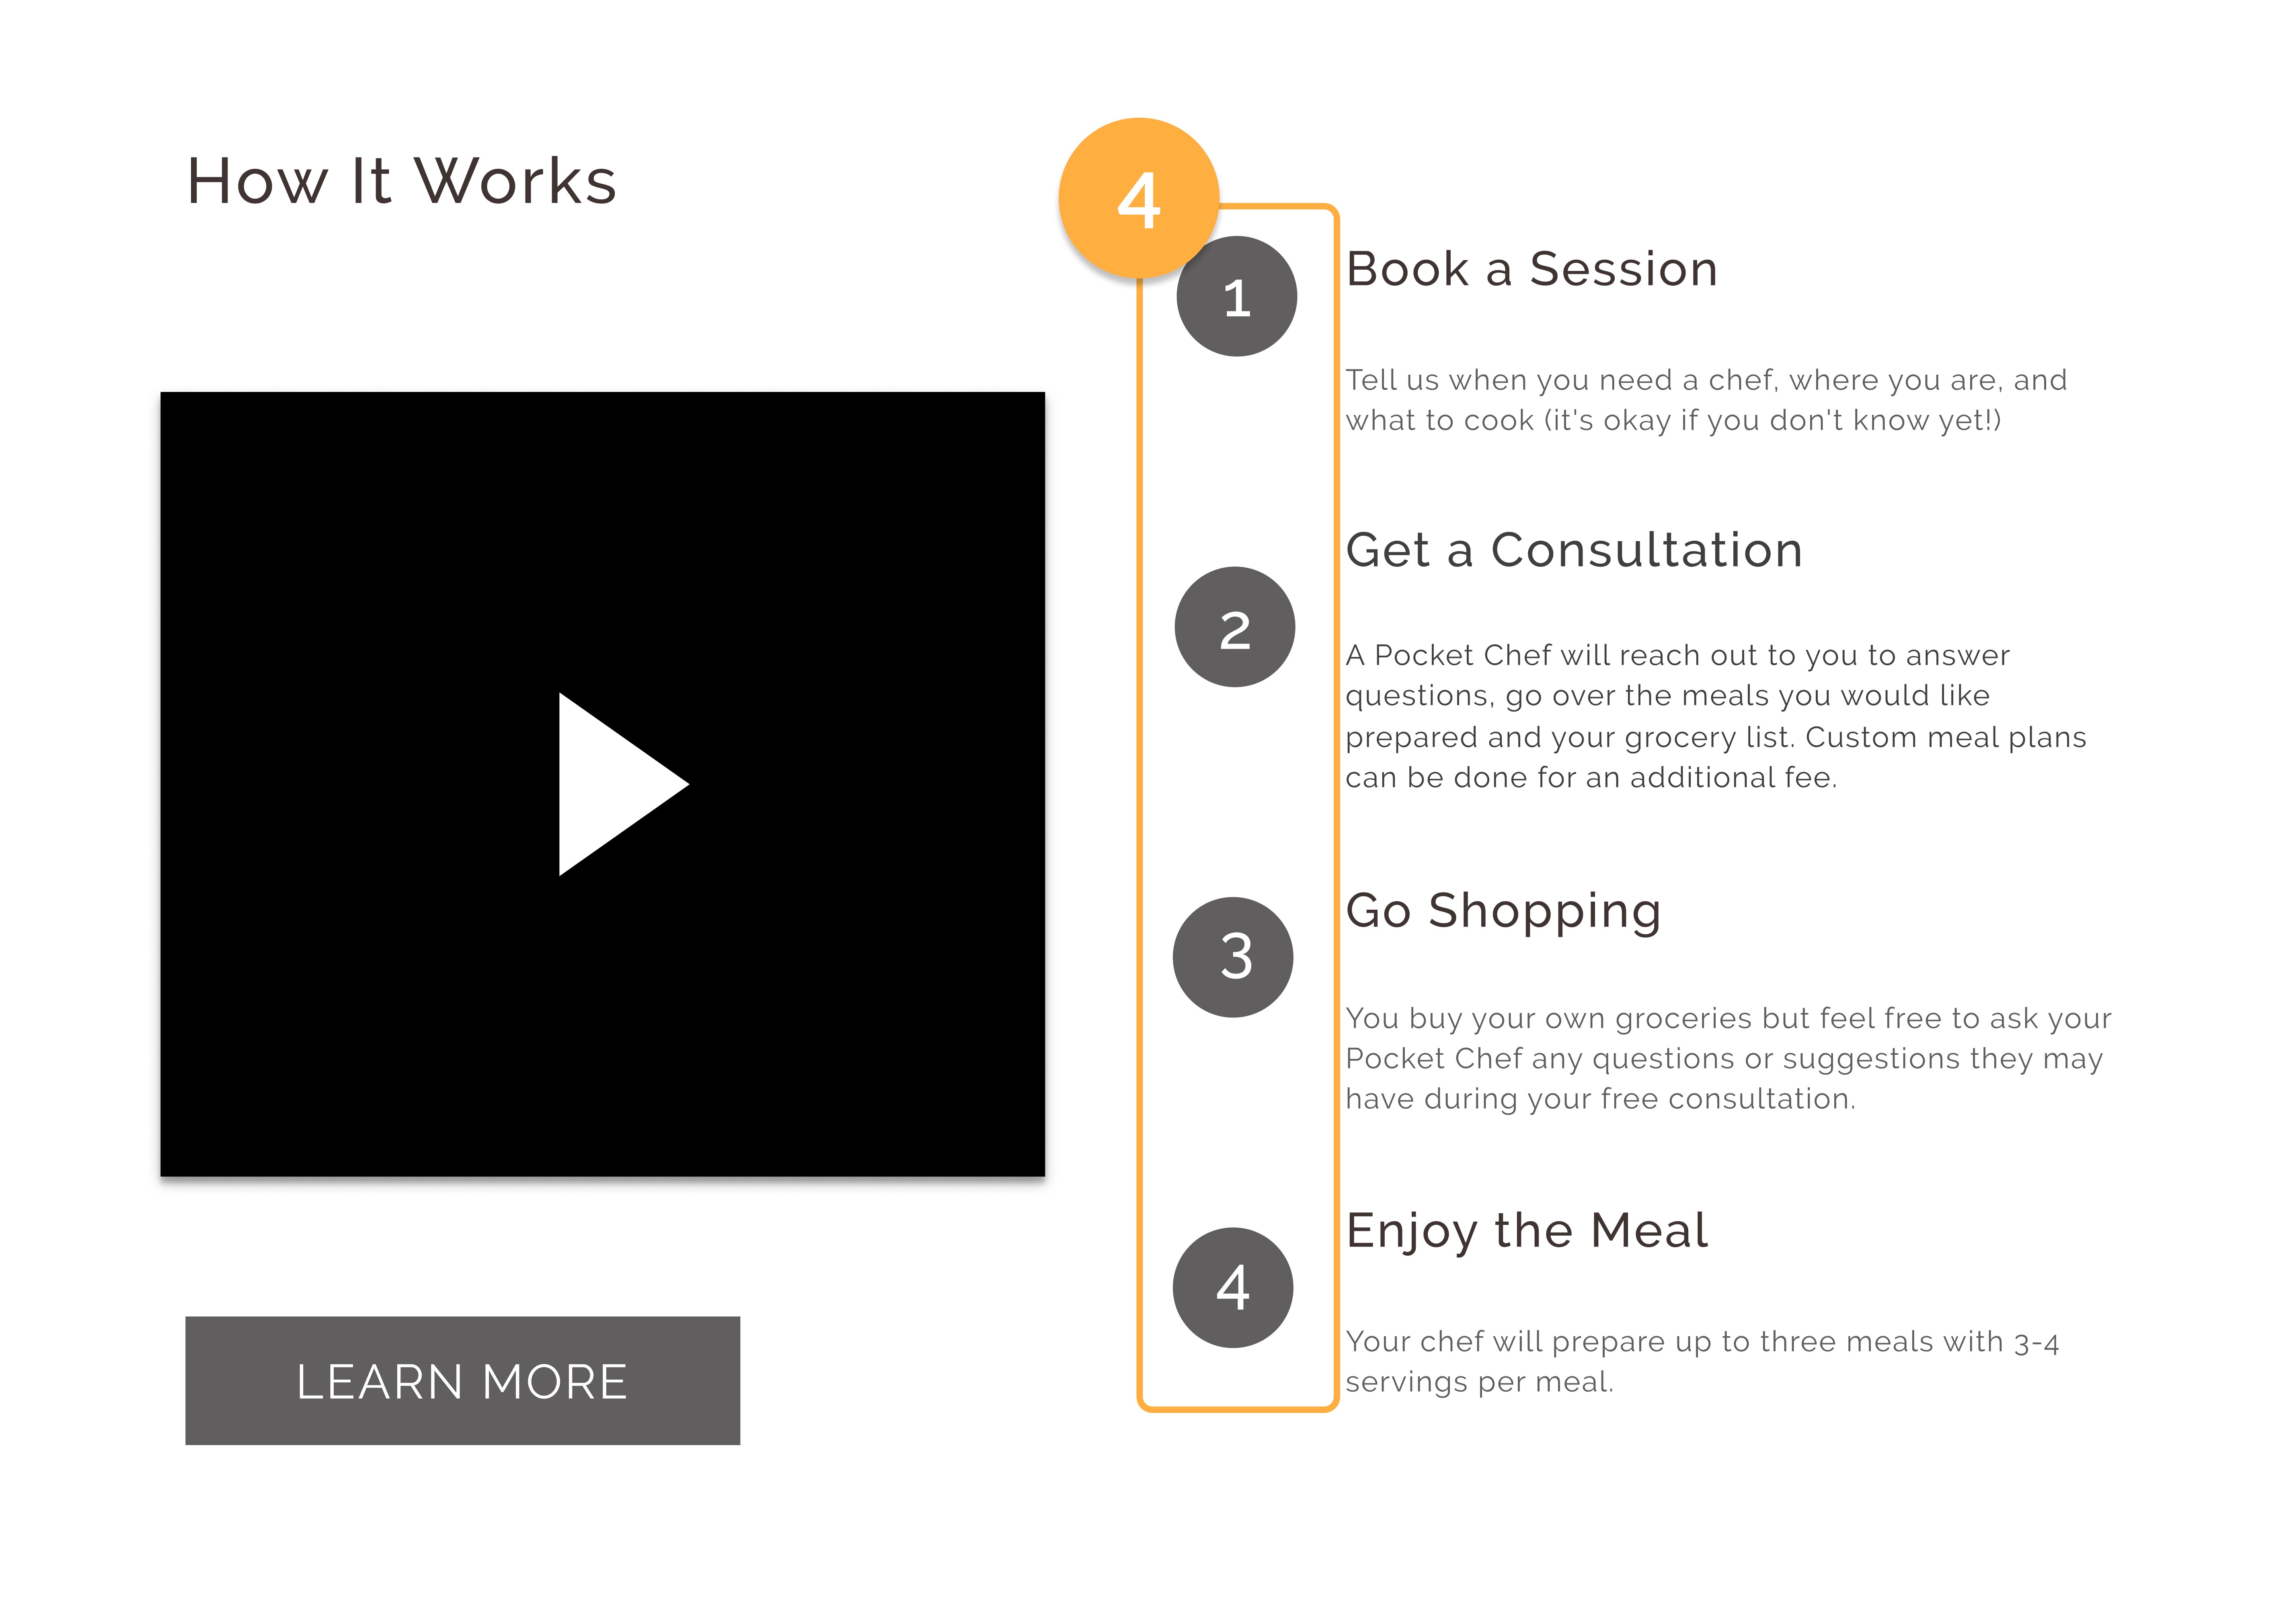 How It Works
LEARN MORE
4
1
Book a Session
Tell us when you need a chef, where you are, and
what to cook (it's okay if you don't know yet!)
2
Get a Consultation
A Pocket Chef will reach out to you to answer
questions, go over the meals you would like
prepared and your grocery list. Custom meal plans
can be done for an additional fee.
3
Go Shopping
You buy your own groceries but feel free to ask your
Pocket Chef any questions or suggestions they may
have during your free consultation.
4
Enjoy the Meal
Your chef will prepare up to three meals with 3-4
servings per meal.